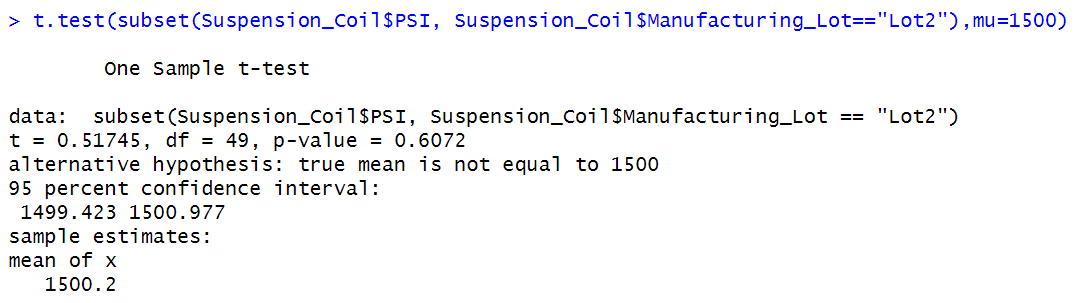 > t.test(subset(Suspension_Coil$PSI, Suspension_Coil$Manufacturing_Lot=="Lot2"),mu=1500)
One Sample t-test
data:  subset(Suspension_Coil$PSI, Suspension_Coil$Manufacturing_Lot == "Lot2")
t = 0.51745, df = 49, p-value = 0.6072
alternative hypothesis: true mean is not equal to 1500
95 percent confidence interval:
1499.423 1500.977
sample estimates:
mean of x
1500.2